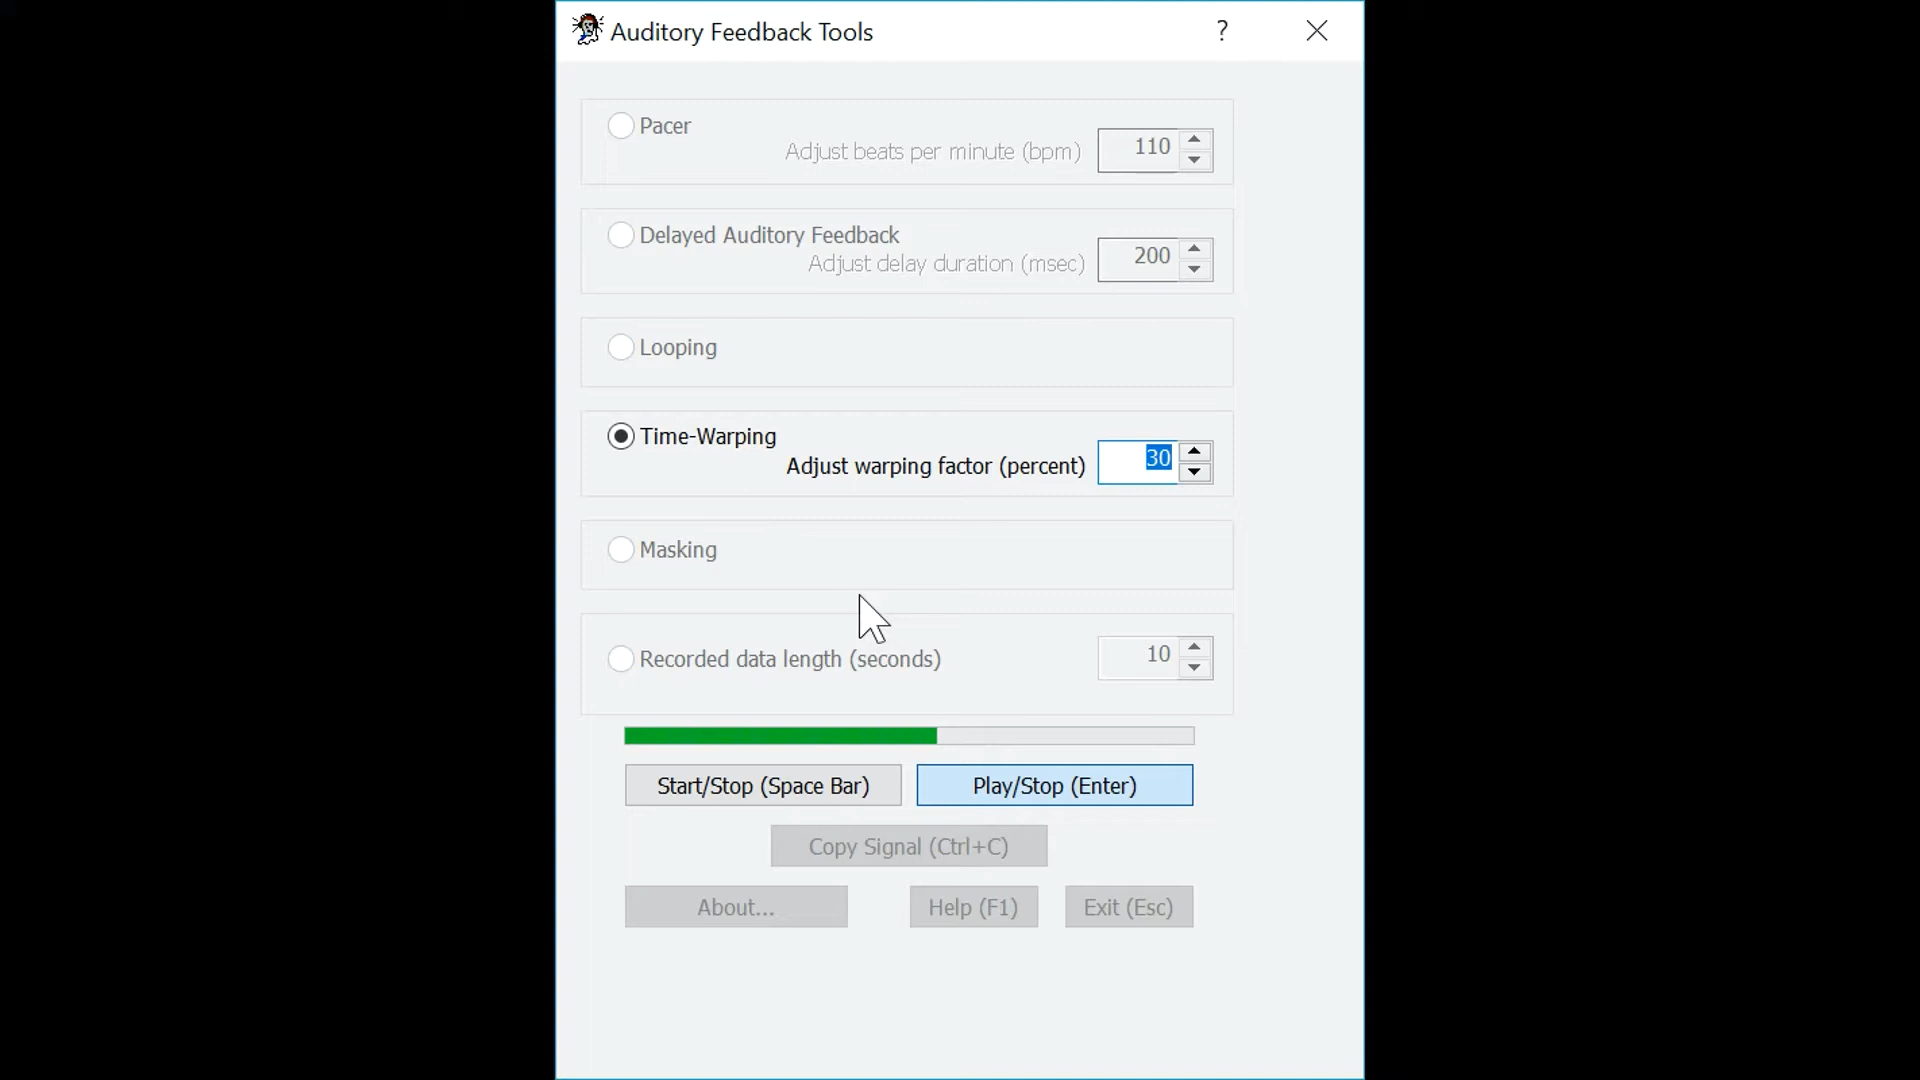 Auditory Feedback Tools
?
Pacer
Adjust beats per minute (bpm)
110
Delayed Auditory Feedback
Adjust delay duration (msec)
200
Looping
Time-Warping
Adjust warping factor (percent)
30
Masking
Recorded data length (seconds)
10
Start/Stop (Space Bar)
Play/Stop (Enter)
Copy Signal (Ctrl+C)
About...
Help (F1)
Exit (Esc)